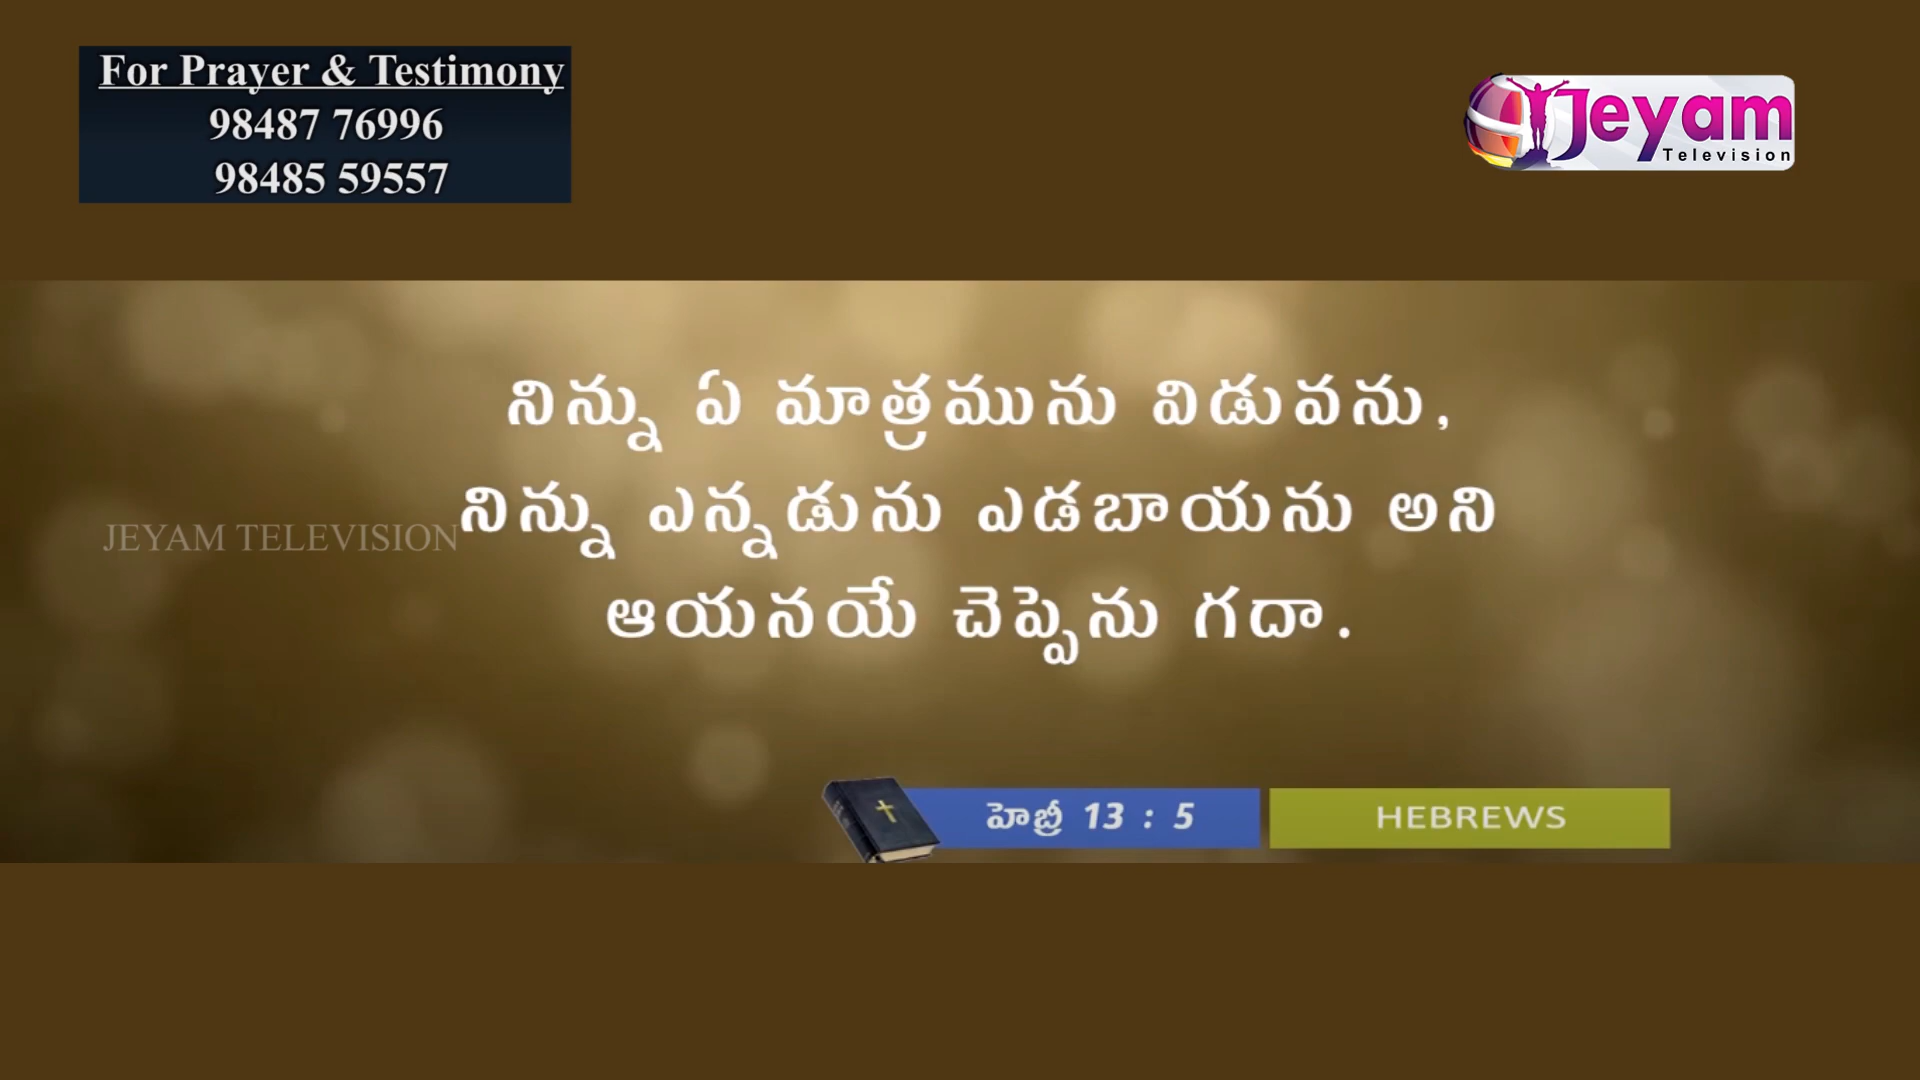 For Prayer & Testimony
98487 76996
98485 59557
Jeyam
Television
నిన్ను ఏ మాత్రమును విడువను,
నిన్ను ఎన్నడును ఎడబాయను అని
JEYAM TELEVISION
ఆయనయే చెప్పెను గదా.
హెబ్రీ 13 : 5
HEBREWS